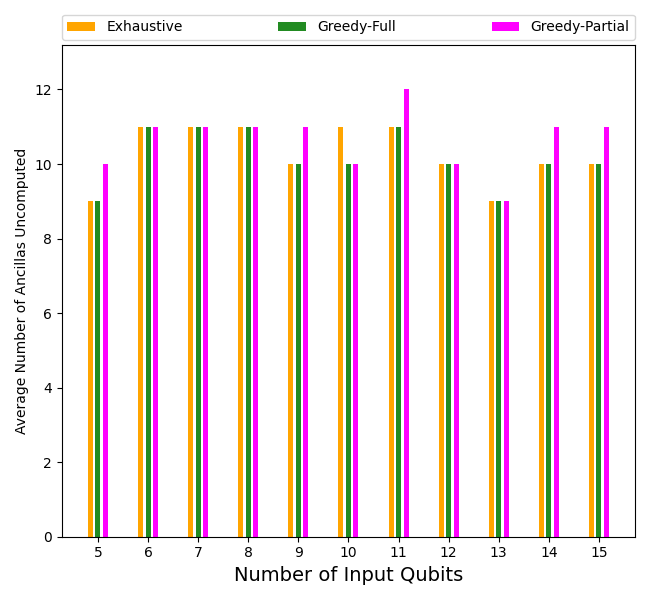 Exhaustive Greedy-Full Greedy-Partial
12
10
8
6
4
2
0
Average Number of Ancillas Uncomputed
5 6 7 8 9 10 11 12 13 14 15
Number of Input Qubits